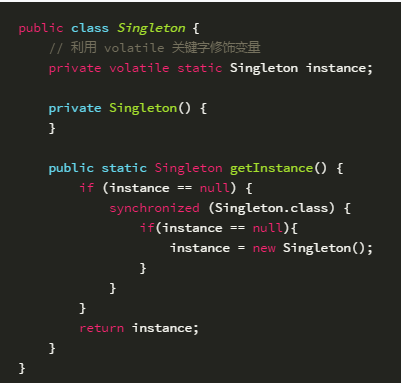 public class Singleton {
    // 利用 volatile 关键字修饰变量
    private volatile static Singleton instance;

    private Singleton() {
    }

    public static Singleton getInstance() {
        if (instance == null) {
            synchronized (Singleton.class) {
                if(instance == null){
                    instance = new Singleton();
                }
            }
        }
        return instance;
    }
}